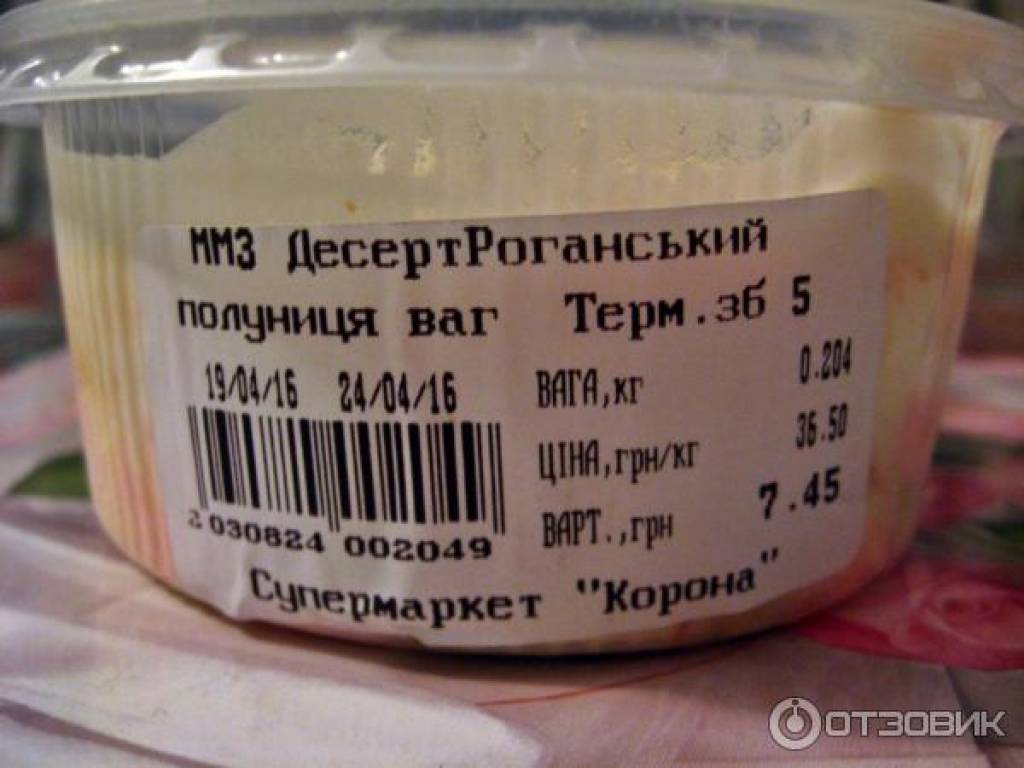 ММЗ ДесертРоганський
полуниця ваг Терм.зб 5
19/04/16 24/04/16
ВАГА,кг 0.204
ЦІНА,грн/кг 36.50
ВАРТ.,грн 7.45
2 030824 002049
Супермаркет "Корона"
ОТЗОВИК